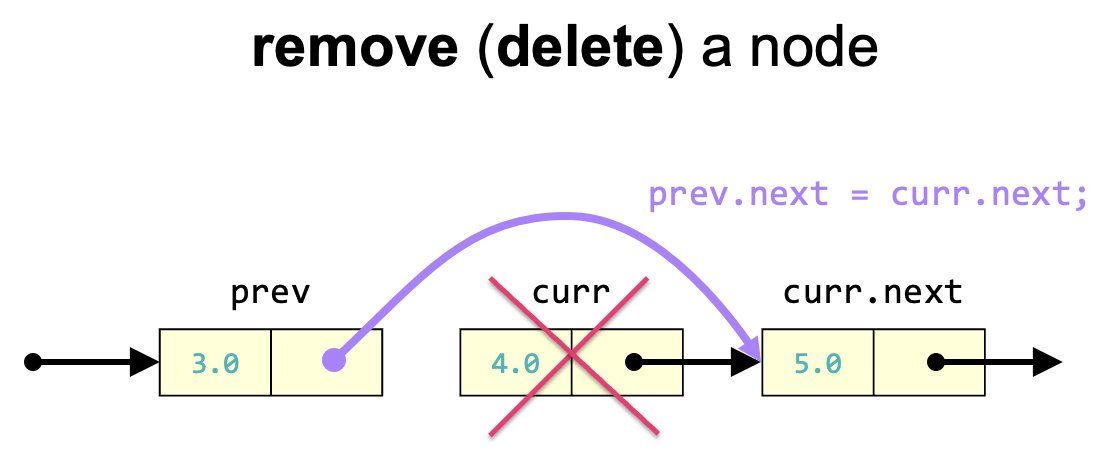 remove (delete) a node
prev.next = curr.next;
prev
curr
curr.next
3.0
4.0
5.0